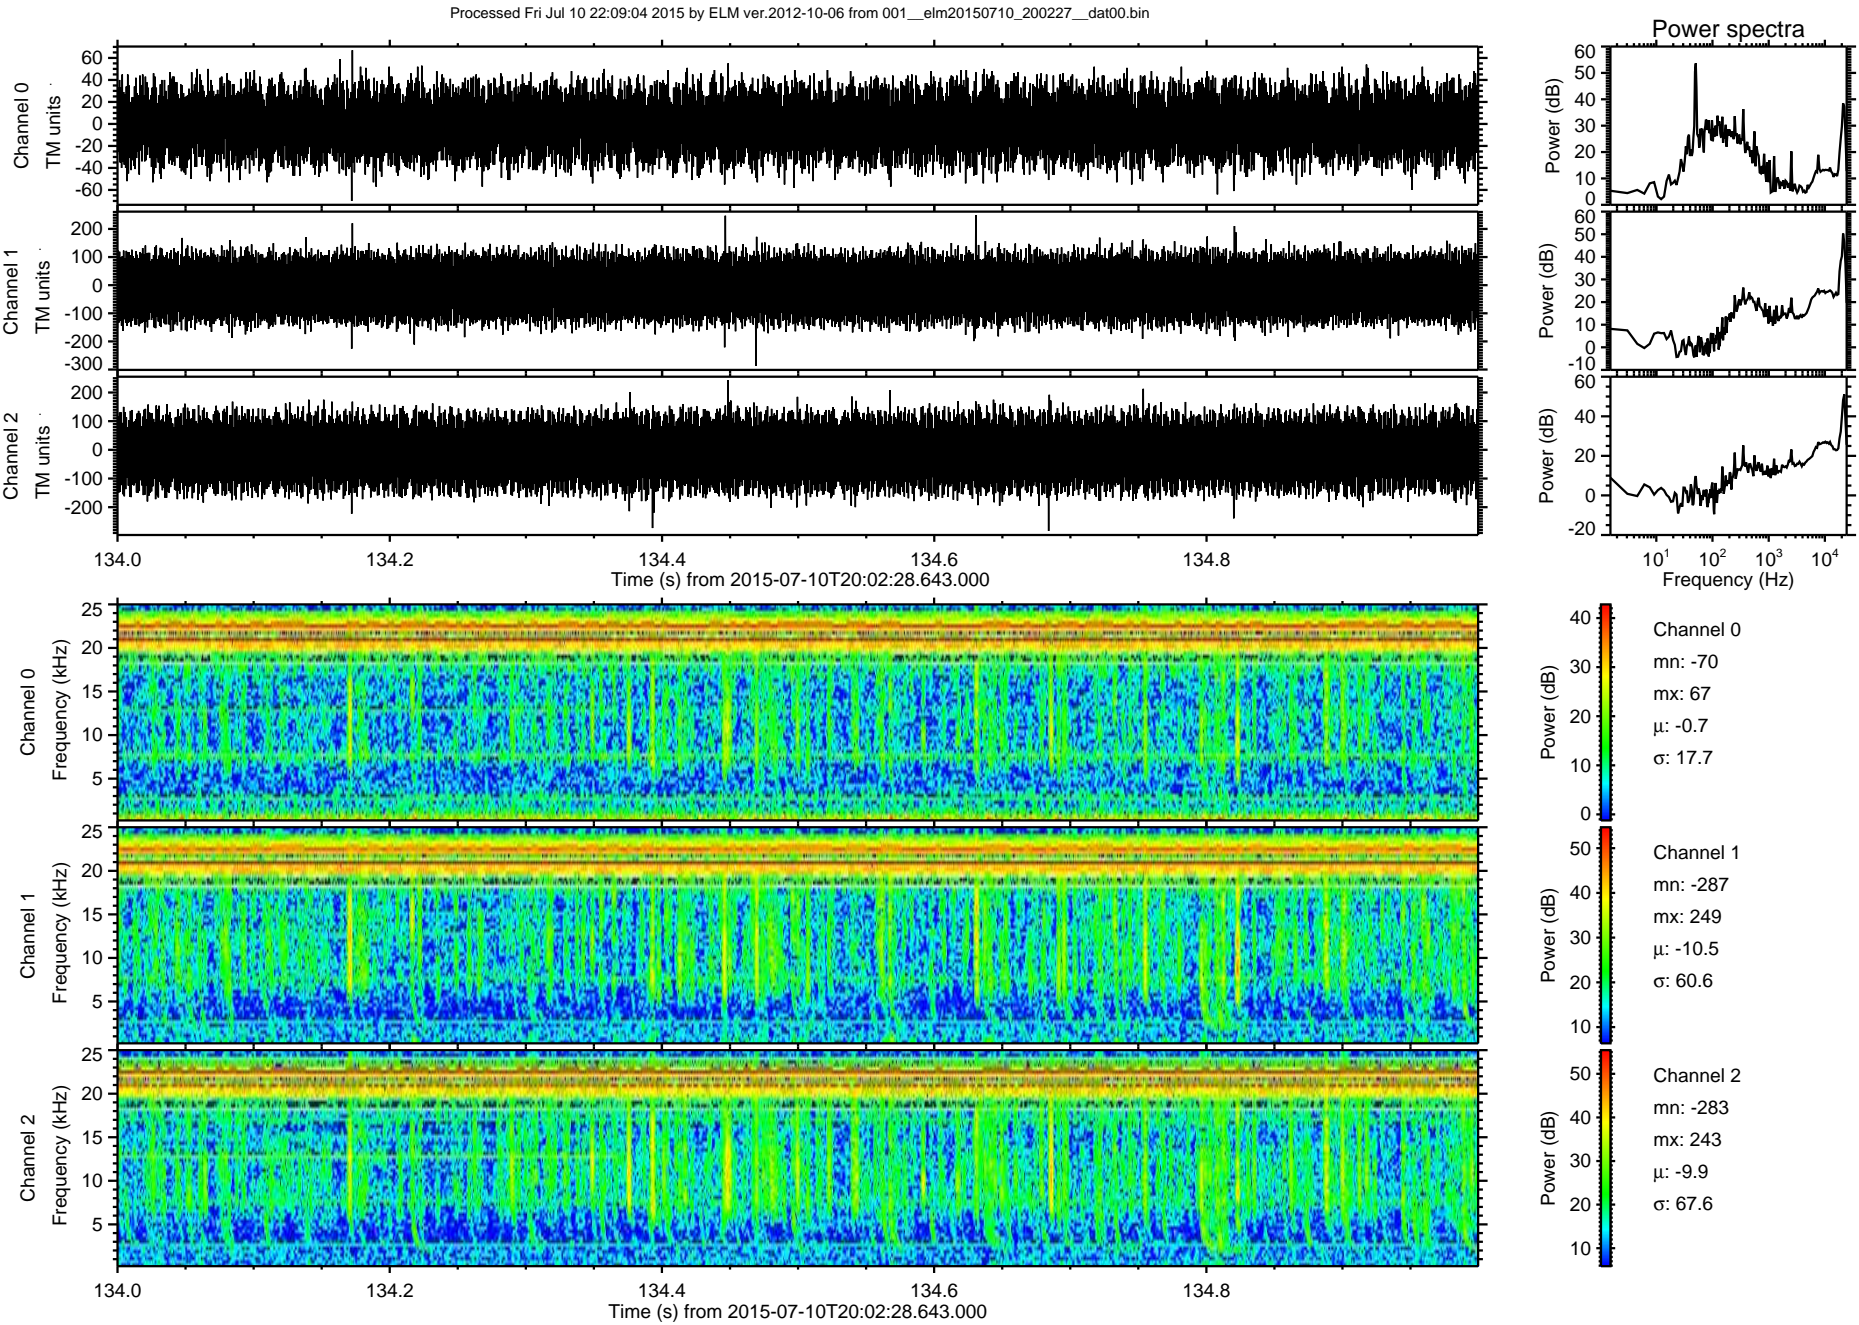 Processed Fri Jul 10 22:09:04 2015 by ELM ver.2012-10-06 from 001__elm20150710_200227__dat00.bin
Power spectra
Channel 0
TM units
60
40
20
0
-20
-40
-60
Power (dB)
60
50
40
30
20
10
0
Channel 1
TM units
200
100
0
-100
-200
-300
Power (dB)
60
50
40
30
20
10
0
-10
Channel 2
TM units
200
100
0
-100
-200
Power (dB)
60
40
20
0
-20
134.0 134.2 134.4 134.6 134.8
Time (s) from 2015-07-10T20:02:28.643.000
10¹ 10² 10³ 10⁴
Frequency (Hz)
Channel 0
Frequency (kHz)
25
20
15
10
5
Power (dB)
40
30
20
10
0
Channel 0
mn: -70
mx: 67
μ: -0.7
σ: 17.7
Channel 1
Frequency (kHz)
25
20
15
10
5
Power (dB)
50
40
30
20
10
Channel 1
mn: -287
mx: 249
μ: -10.5
σ: 60.6
Channel 2
Frequency (kHz)
25
20
15
10
5
Power (dB)
50
40
30
20
10
Channel 2
mn: -283
mx: 243
μ: -9.9
σ: 67.6
134.0 134.2 134.4 134.6 134.8
Time (s) from 2015-07-10T20:02:28.643.000